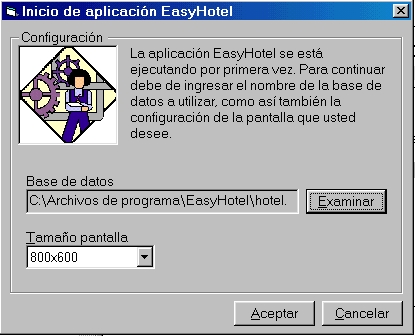 Inicio de aplicación EasyHotel
Configuración
La aplicación EasyHotel se está
ejecutando por primera vez. Para continuar
debe de ingresar el nombre de la base de
datos a utilizar, como así también la
configuración de la pantalla que usted
desee.
Base de datos
C:\Archivos de programa\EasyHotel\hotel.
Examinar
Tamaño pantalla
800x600
Aceptar
Cancelar